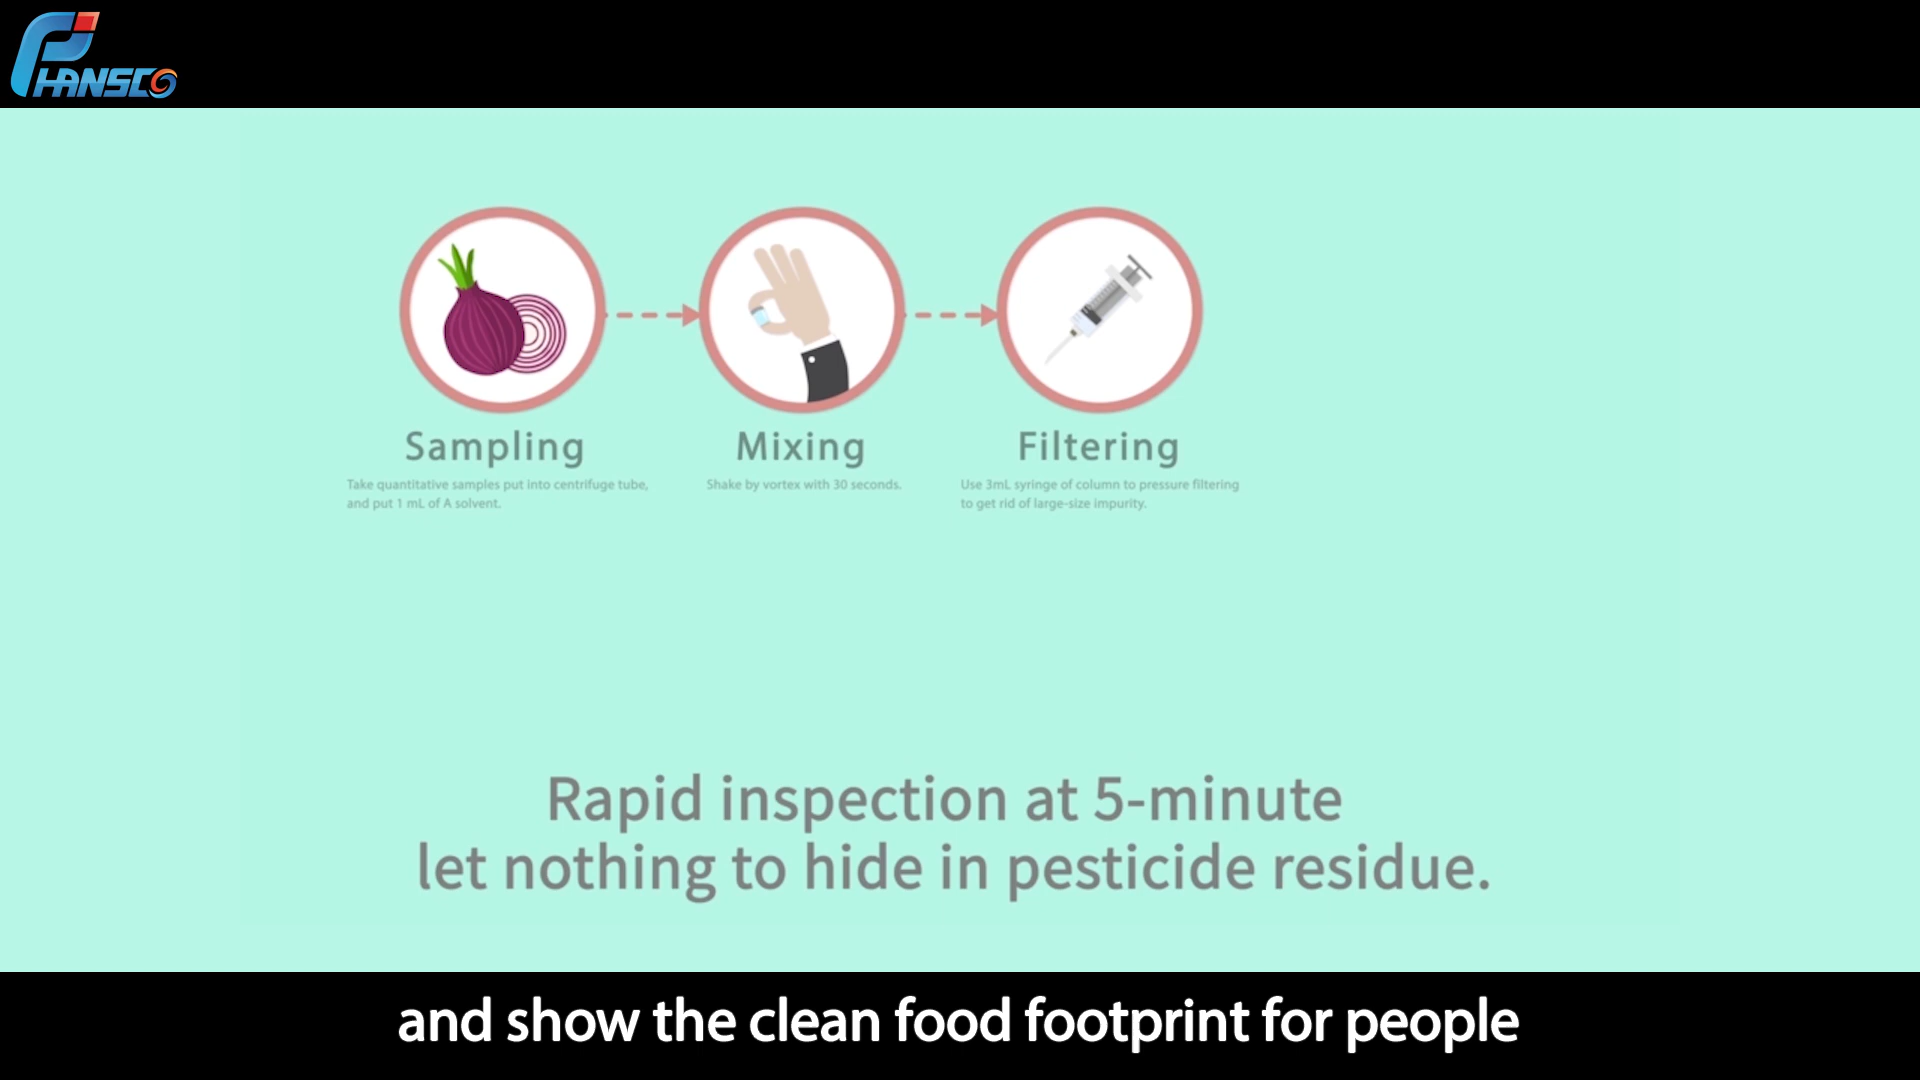 PHANSCO
Sampling
Take quantitative samples put into centrifuge tube,
and put 1 mL of A solvent.
Mixing
Shake by vortex with 30 seconds.
Filtering
Use 3mL syringe of column to pressure filtering
to get rid of large-size impurity.
Rapid inspection at 5-minute
let nothing to hide in pesticide residue.
and show the clean food footprint for people